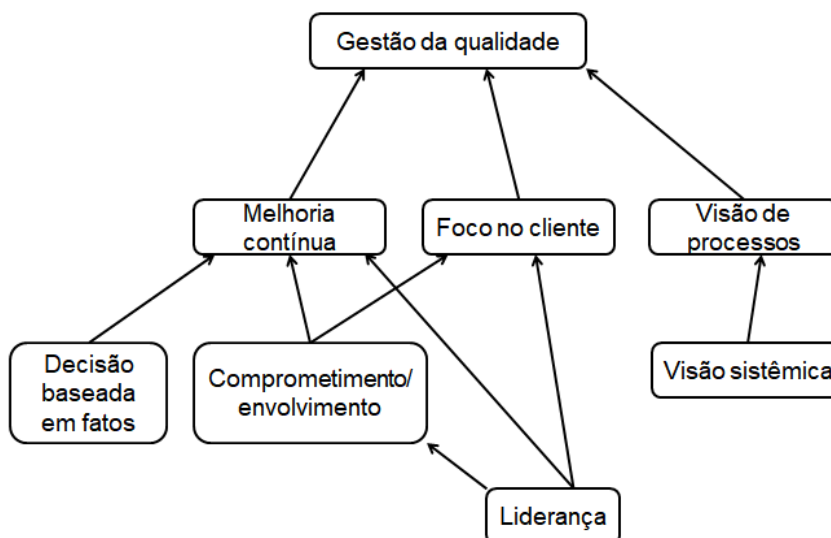 Gestão da qualidade
Melhoria
contínua
Foco no cliente
Visão de
processos
Decisão
baseada
em fatos
Comprometimento/
envolvimento
Visão sistêmica
Liderança